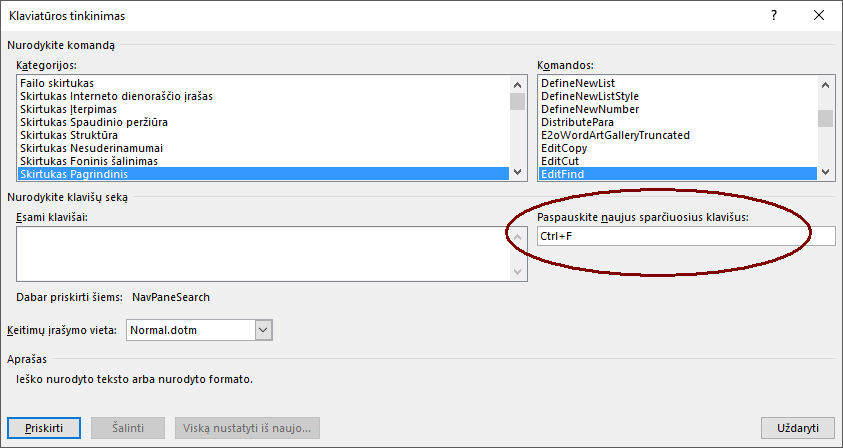 Klaviatūros tinkinimas
Nurodykite komandą
Kategorijos:
Komandos:
Failo skirtukas
Skirtukas Interneto dienoraščio įrašas
Skirtukas Įterpimas
Skirtukas Spaudinio peržiūra
Skirtukas Struktūra
Skirtukas Nesuderinamumai
Skirtukas Foninis šalinimas
Skirtukas Pagrindinis
DefineNewList
DefineNewListStyle
DefineNewNumber
DistributePara
E2oWordArtGalleryTruncated
EditCopy
EditCut
EditFind
Nurodykite klavišų seką
Esami klavišai:
Paspauskite naujus sparčiuosius klavišus:
Ctrl+F
Dabar priskirti šiems: NavPaneSearch
Keitimų įrašymo vieta: Normal.dotm
Aprašas
Ieško nurodyto teksto arba nurodyto formato.
Priskirti
Šalinti
Viską nustatyti iš naujo...
Uždaryti